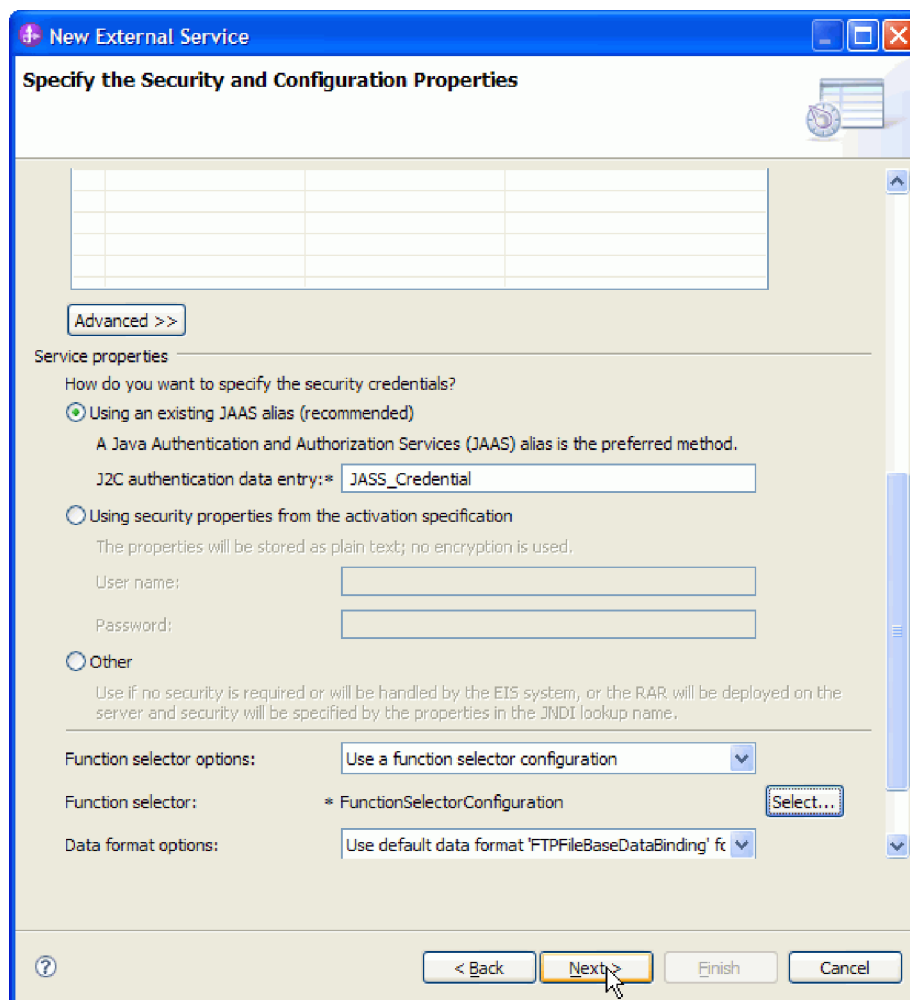 New External Service
Specify the Security and Configuration Properties
Advanced >>
Service properties
How do you want to specify the security credentials?
Using an existing JAAS alias (recommended)
A Java Authentication and Authorization Services (JAAS) alias is the preferred method.
J2C authentication data entry:* JASS_Credential
Using security properties from the activation specification
The properties will be stored as plain text; no encryption is used.
User name:
Password:
Other
Use if no security is required or will be handled by the EIS system, or the RAR will be deployed on the
server and security will be specified by the properties in the JNDI lookup name.
Function selector options: Use a function selector configuration
Function selector: * FunctionSelectorConfiguration Select...
Data format options: Use default data format 'FTPFileBaseDataBinding' fo
? < Back Next > Finish Cancel